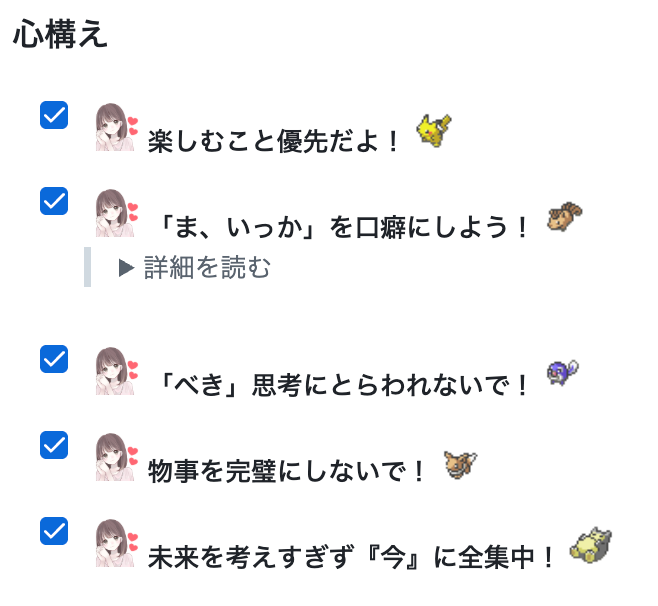 心構え
楽しむこと優先だよ！
「ま、いっか」を口癖にしよう！
▶ 詳細を読む
「べき」思考にとらわれないで！
物事を完璧にしないで！
未来を考えすぎず『今』に全集中！